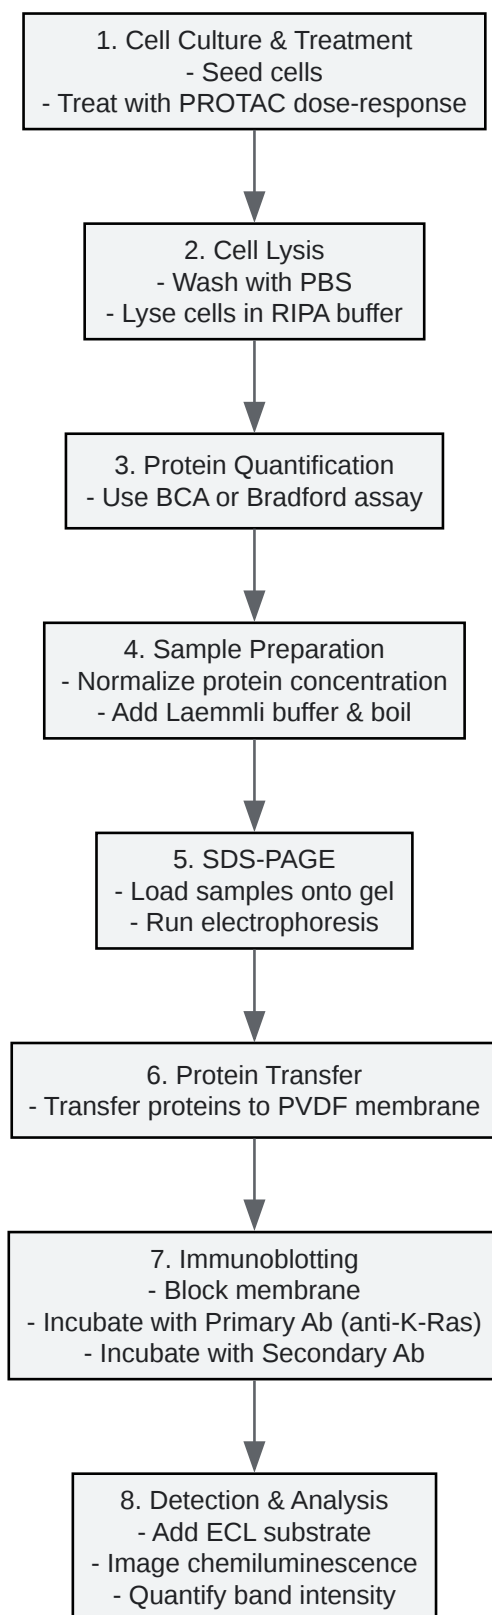 1. Cell Culture & Treatment
- Seed cells
- Treat with PROTAC dose-response
2. Cell Lysis
- Wash with PBS
- Lyse cells in RIPA buffer
3. Protein Quantification
- Use BCA or Bradford assay
4. Sample Preparation
- Normalize protein concentration
- Add Laemmli buffer & boil
5. SDS-PAGE
- Load samples onto gel
- Run electrophoresis
6. Protein Transfer
- Transfer proteins to PVDF membrane
7. Immunoblotting
- Block membrane
- Incubate with Primary Ab (anti-K-Ras)
- Incubate with Secondary Ab
8. Detection & Analysis
- Add ECL substrate
- Image chemiluminescence
- Quantify band intensity